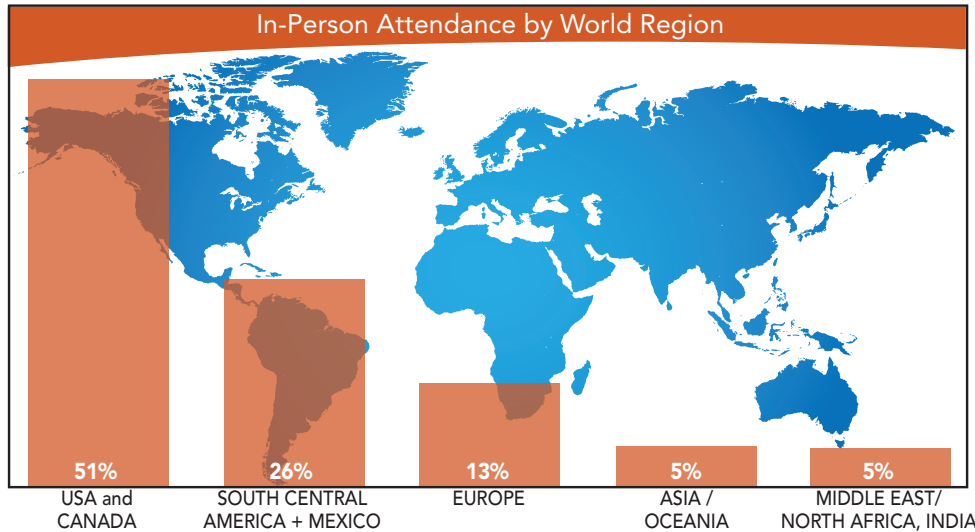 In-Person Attendance by World Region
51%
26%
13%
5%
5%
USA and
CANADA
SOUTH CENTRAL
AMERICA + MEXICO
EUROPE
ASIA /
OCEANIA
MIDDLE EAST/
NORTH AFRICA, INDIA